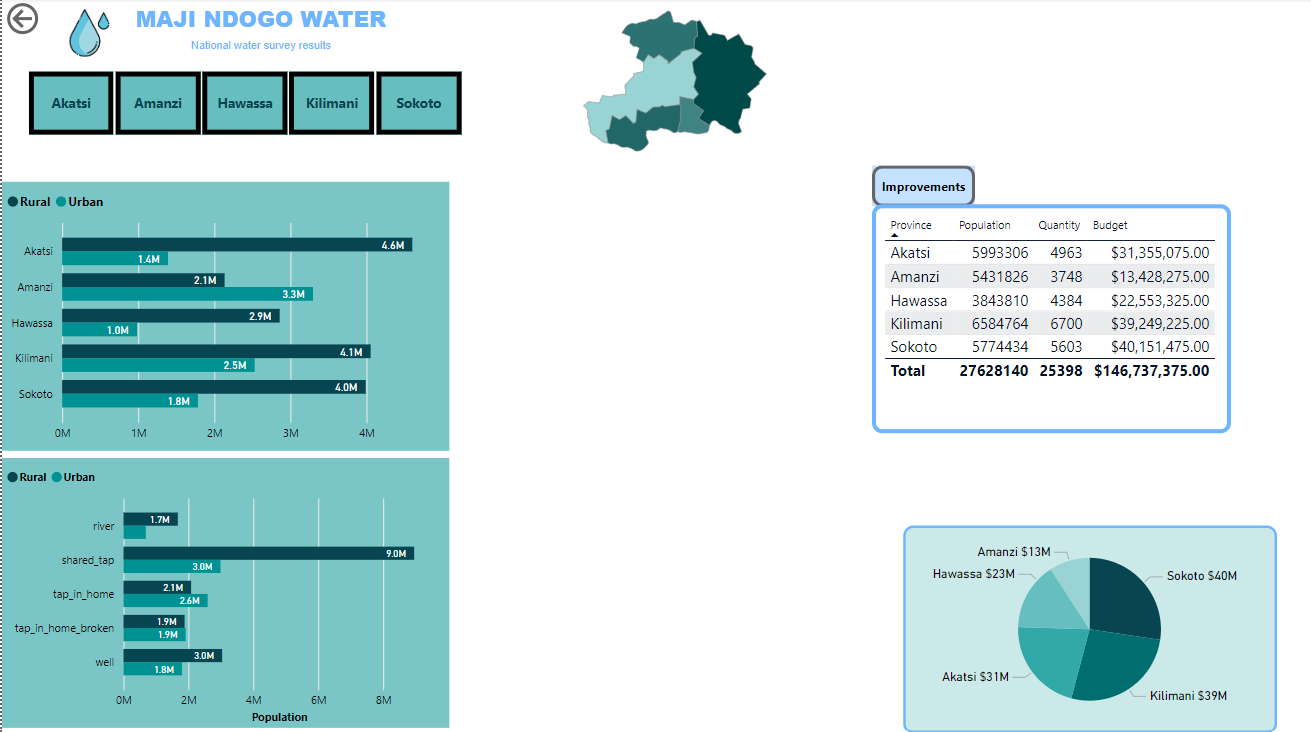 MAJI NDOGO WATER
National water survey results
Akatsi Amanzi Hawassa Kilimani Sokoto
Rural Urban
Akatsi 4.6M
1.4M
Amanzi 2.1M
3.3M
Hawassa 2.9M
1.0M
Kilimani 4.1M
2.5M
Sokoto 4.0M
1.8M
0M 1M 2M 3M 4M
Rural Urban
river 1.7M
shared_tap 9.0M
3.0M
tap_in_home 2.1M
2.6M
tap_in_home_broken 1.9M
1.9M
well 3.0M
1.8M
0M 2M 4M 6M 8M
Population
Improvements
Province Population Quantity Budget
Akatsi 5993306 4963 $31,355,075.00
Amanzi 5431826 3748 $13,428,275.00
Hawassa 3843810 4384 $22,553,325.00
Kilimani 6584764 6700 $39,249,225.00
Sokoto 5774434 5603 $40,151,475.00
Total 27628140 25398 $146,737,375.00
Amanzi $13M
Hawassa $23M
Sokoto $40M
Akatsi $31M
Kilimani $39M